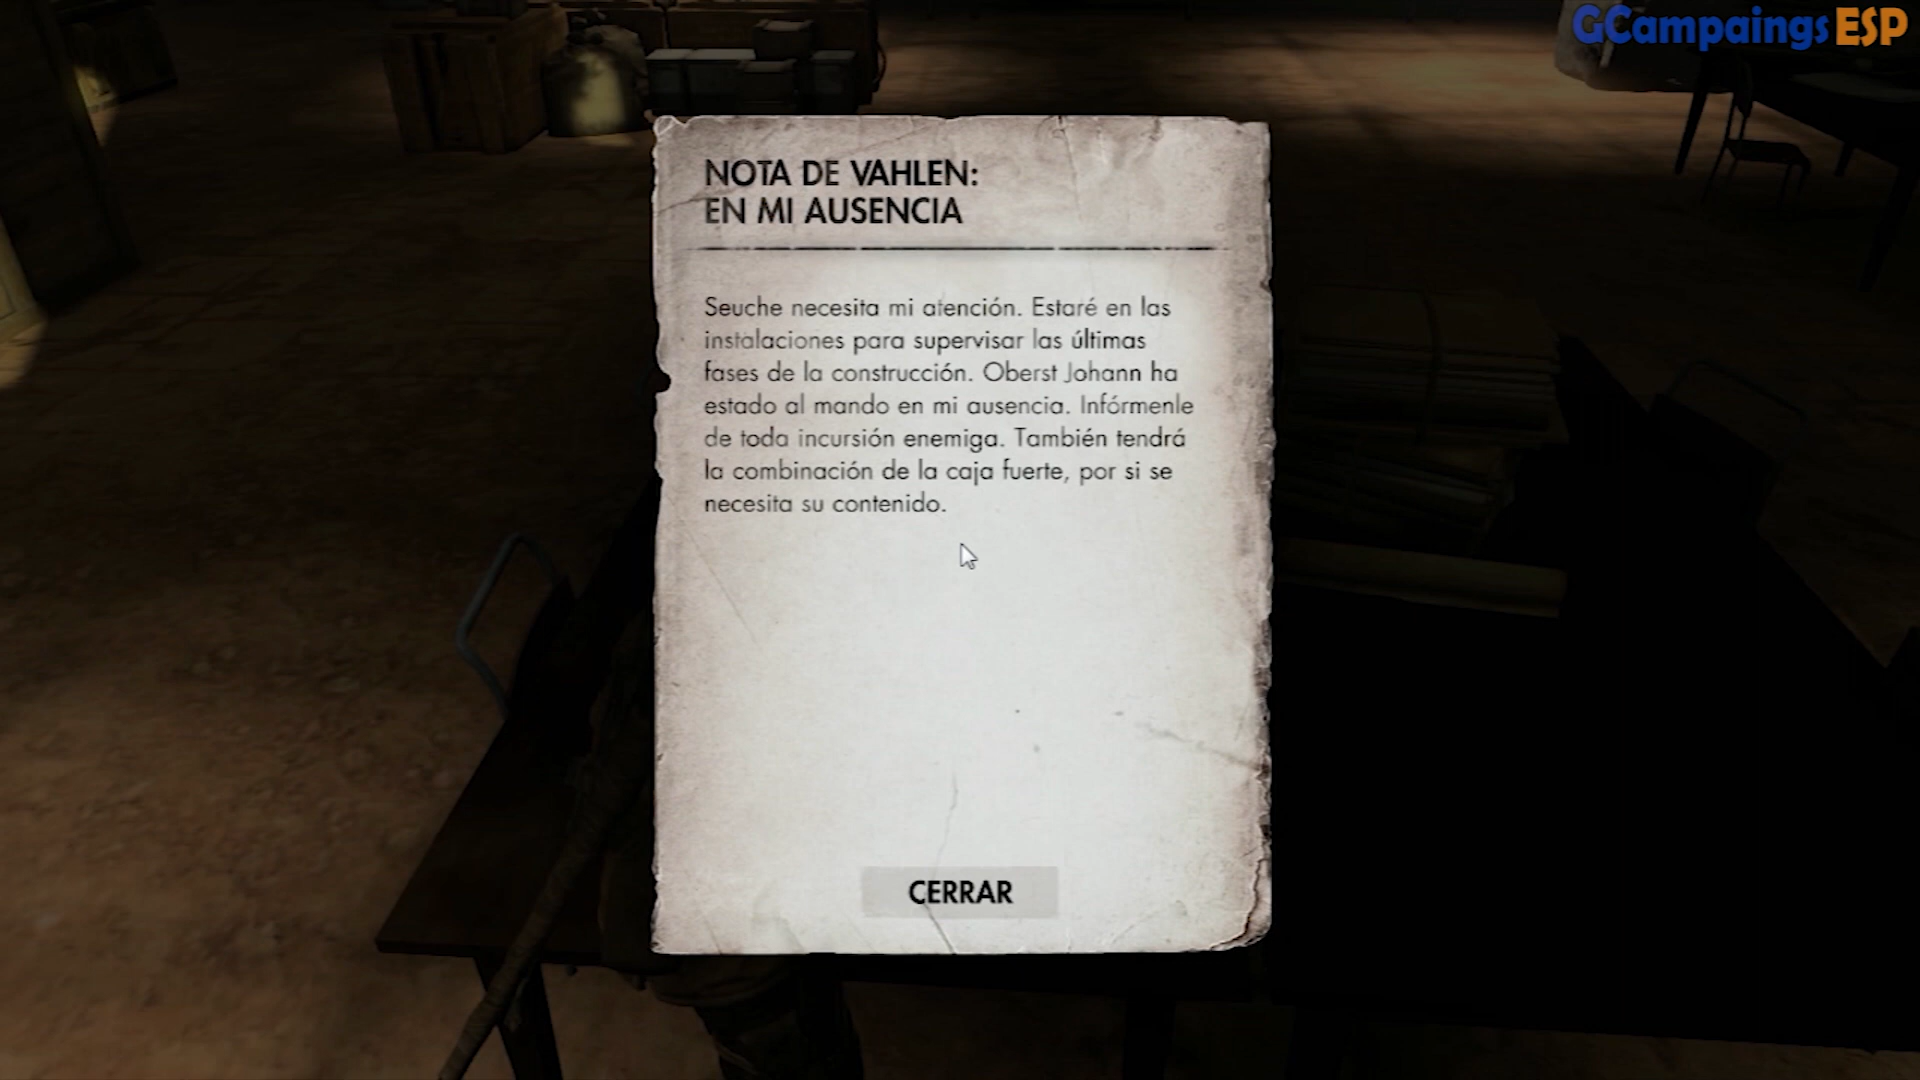 GCampaingsESP
NOTA DE VAHLEN:
EN MI AUSENCIA
Seuche necesita mi atención. Estaré en las
instalaciones para supervisar las últimas
fases de la construcción. Oberst Johann ha
estado al mando en mi ausencia. Infórmenle
de toda incursión enemiga. También tendrá
la combinación de la caja fuerte, por si se
necesita su contenido.
CERRAR